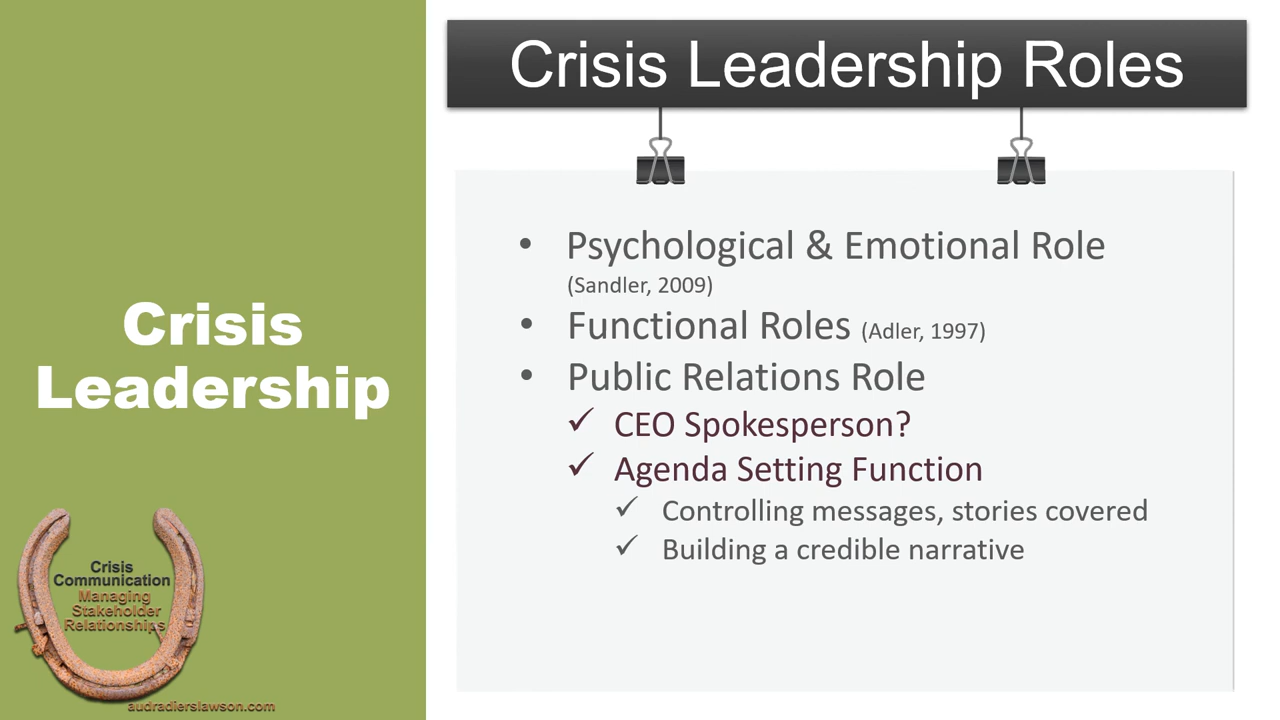 Crisis Leadership Roles
Crisis
Leadership
• Psychological & Emotional Role
(Sandler, 2009)
• Functional Roles (Adler, 1997)
• Public Relations Role
✓ CEO Spokesperson?
✓ Agenda Setting Function
✓ Controlling messages, stories covered
✓ Building a credible narrative
Crisis
Communication
Managing
Stakeholder
Relationships
audradierslawson.com